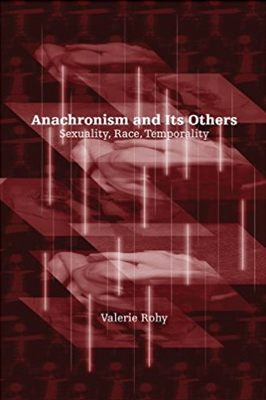 Anachronism and Its Others
Sexuality, Race, Temporality
Valerie Rohy